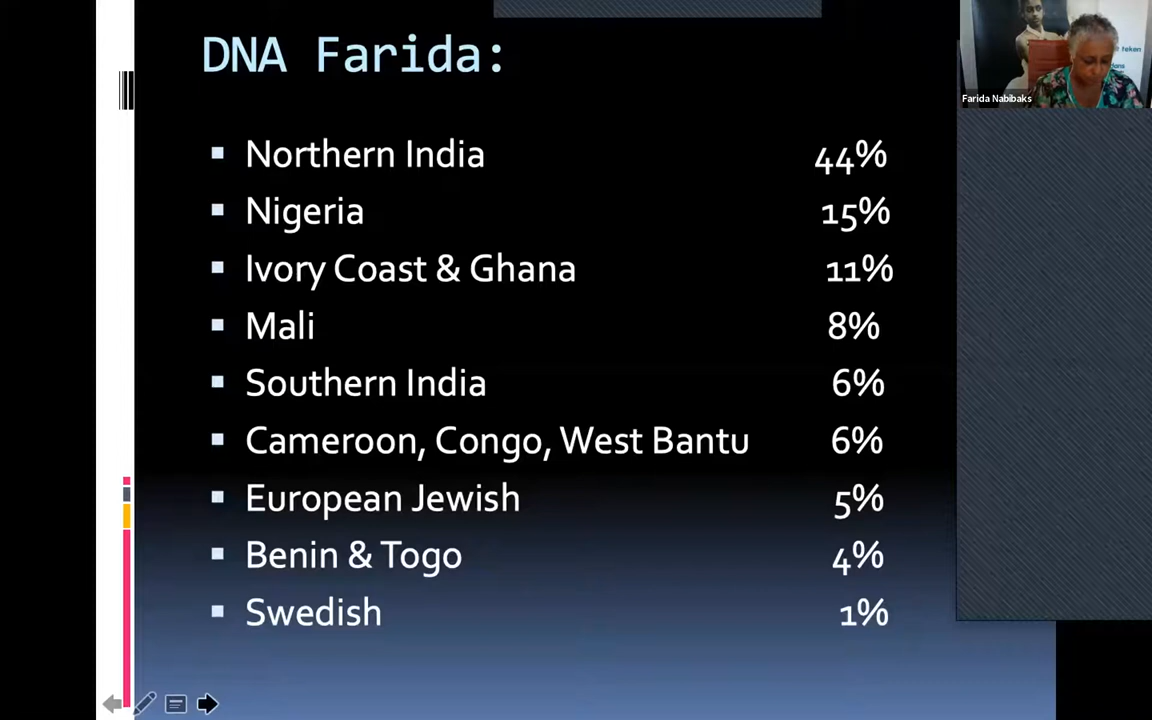 DNA Farida:
Northern India 44%
Nigeria 15%
Ivory Coast & Ghana 11%
Mali 8%
Southern India 6%
Cameroon, Congo, West Bantu 6%
European Jewish 5%
Benin & Togo 4%
Swedish 1%
teken
Farida Nabibaks